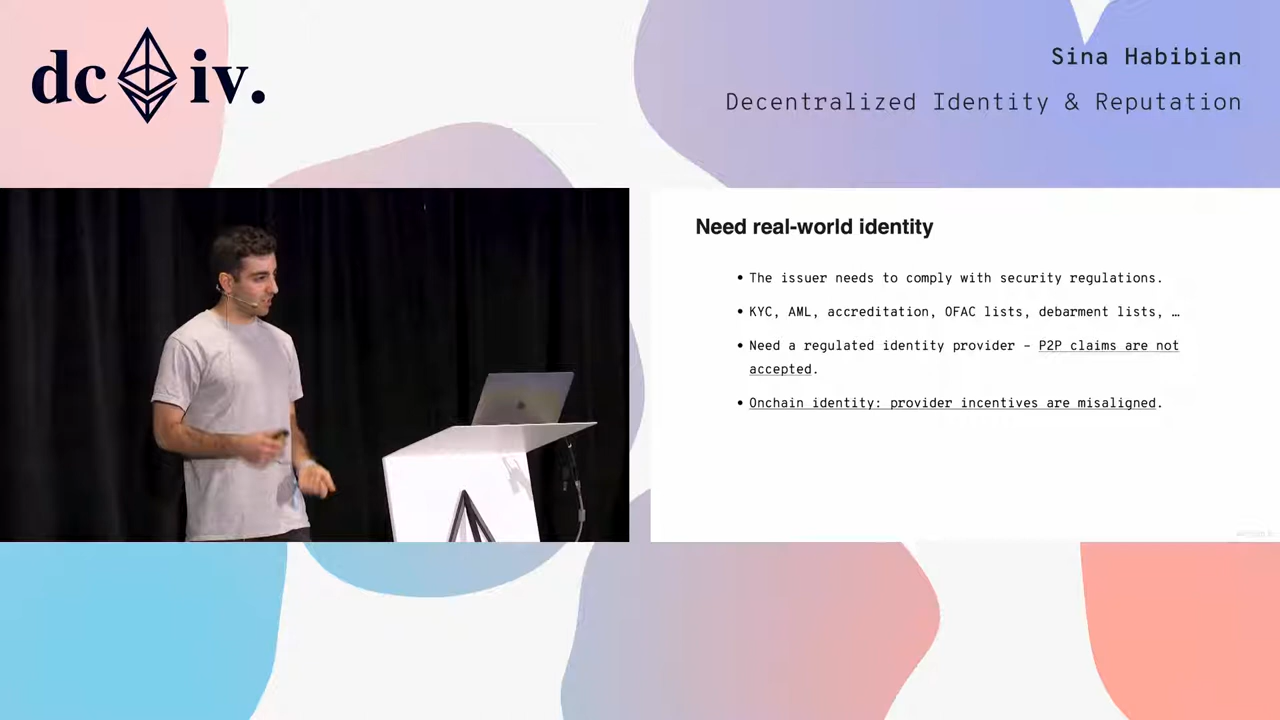 dc iv.
Sina Habibian
Decentralized Identity & Reputation
Need real-world identity
• The issuer needs to comply with security regulations.
• KYC, AML, accreditation, OFAC lists, debarment lists, …
• Need a regulated identity provider – P2P claims are not
accepted.
• Onchain identity: provider incentives are misaligned.